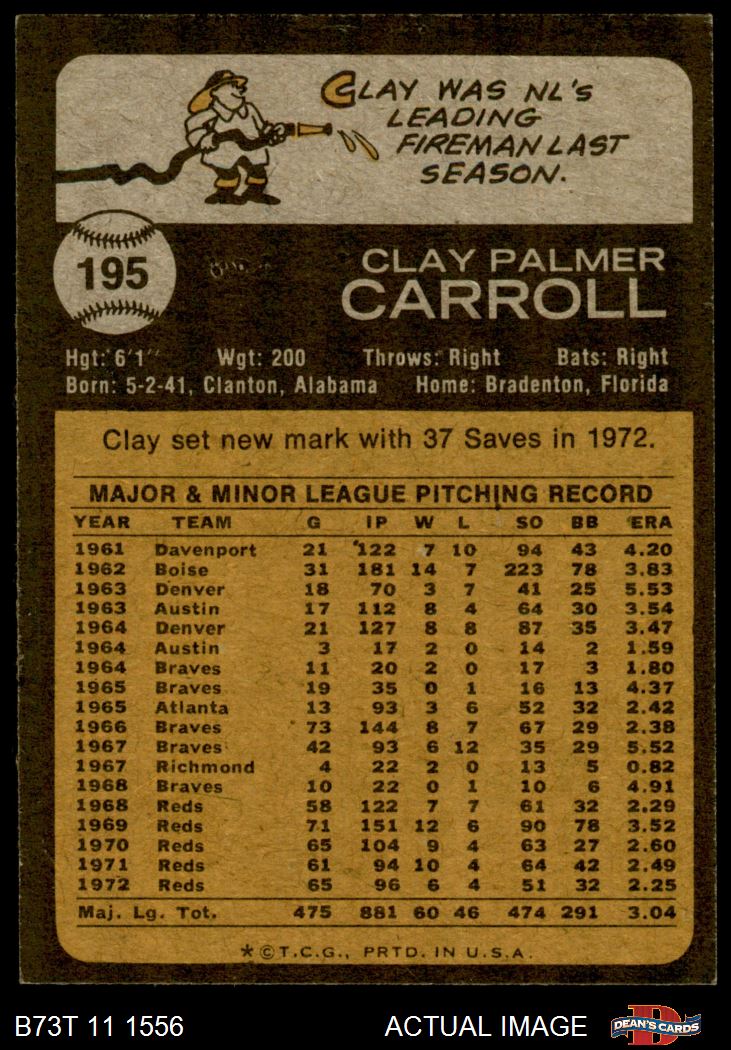 CLAY WAS NL'S
LEADING
FIREMAN LAST
SEASON.
195
CLAY PALMER
CARROLL
Hgt: 6'1" Wgt: 200 Throws: Right Bats: Right
Born: 5-2-41, Clanton, Alabama Home: Bradenton, Florida
Clay set new mark with 37 Saves in 1972.
MAJOR & MINOR LEAGUE PITCHING RECORD
YEAR TEAM G IP W L SO BB ERA
1961 Davenport 21 122 7 10 94 43 4.20
1962 Boise 31 181 14 7 223 78 3.83
1963 Denver 18 70 3 7 41 25 5.53
1963 Austin 17 112 8 4 64 30 3.54
1964 Denver 21 127 8 8 87 35 3.47
1964 Austin 3 17 2 0 14 2 1.59
1964 Braves 11 20 2 0 17 3 1.80
1965 Braves 19 35 0 1 16 13 4.37
1965 Atlanta 13 93 3 6 52 32 2.42
1966 Braves 73 144 8 7 67 29 2.38
1967 Braves 42 93 6 12 35 29 5.52
1967 Richmond 4 22 2 0 13 5 0.82
1968 Braves 10 22 0 1 10 6 4.91
1968 Reds 58 122 7 7 61 32 2.29
1969 Reds 71 151 12 6 90 78 3.52
1970 Reds 65 104 9 4 63 27 2.60
1971 Reds 61 94 10 4 64 42 2.49
1972 Reds 65 96 6 4 51 32 2.25
Maj. Lg. Tot. 475 881 60 46 474 291 3.04
*©T.C.G., PRTD. IN U.S.A.
B73T 11 1556 ACTUAL IMAGE D DEAN'S CARDS